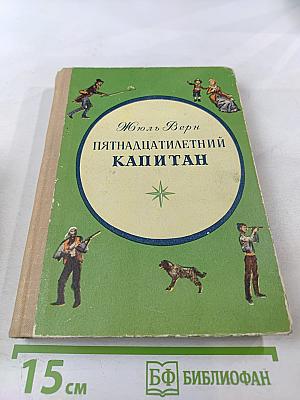 Жюль Верн
ПЯТНАДЦАТИЛЕТНИЙ
КАПИТАН
15 см
БФ БИБЛИОФАН